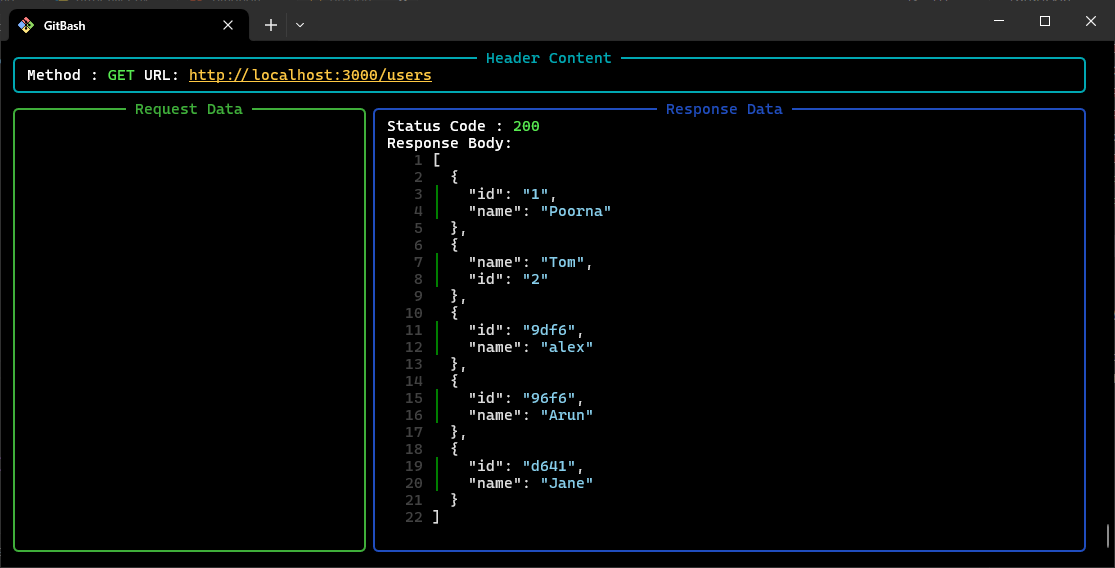 GitBash
Header Content
Method : GET URL: http://localhost:3000/users
Request Data
Response Data
Status Code : 200
Response Body:
1 [
2 {
3 "id": "1",
4 "name": "Poorna"
5 },
6 {
7 "name": "Tom",
8 "id": "2"
9 },
10 {
11 "id": "9df6",
12 "name": "alex"
13 },
14 {
15 "id": "96f6",
16 "name": "Arun"
17 },
18 {
19 "id": "d641",
20 "name": "Jane"
21 }
22 ]